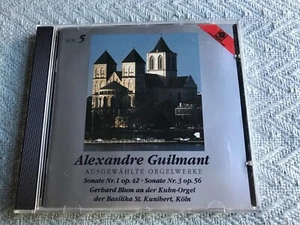 VOL. 5
Alexandre Guilmant
AUSGEWÄHLTE ORGELWERKE
Sonate Nr. 1 op. 42 · Sonate Nr. 3 op. 56
Gerhard Blum an der Kuhn-Orgel
der Basilika St. Kunibert, Köln